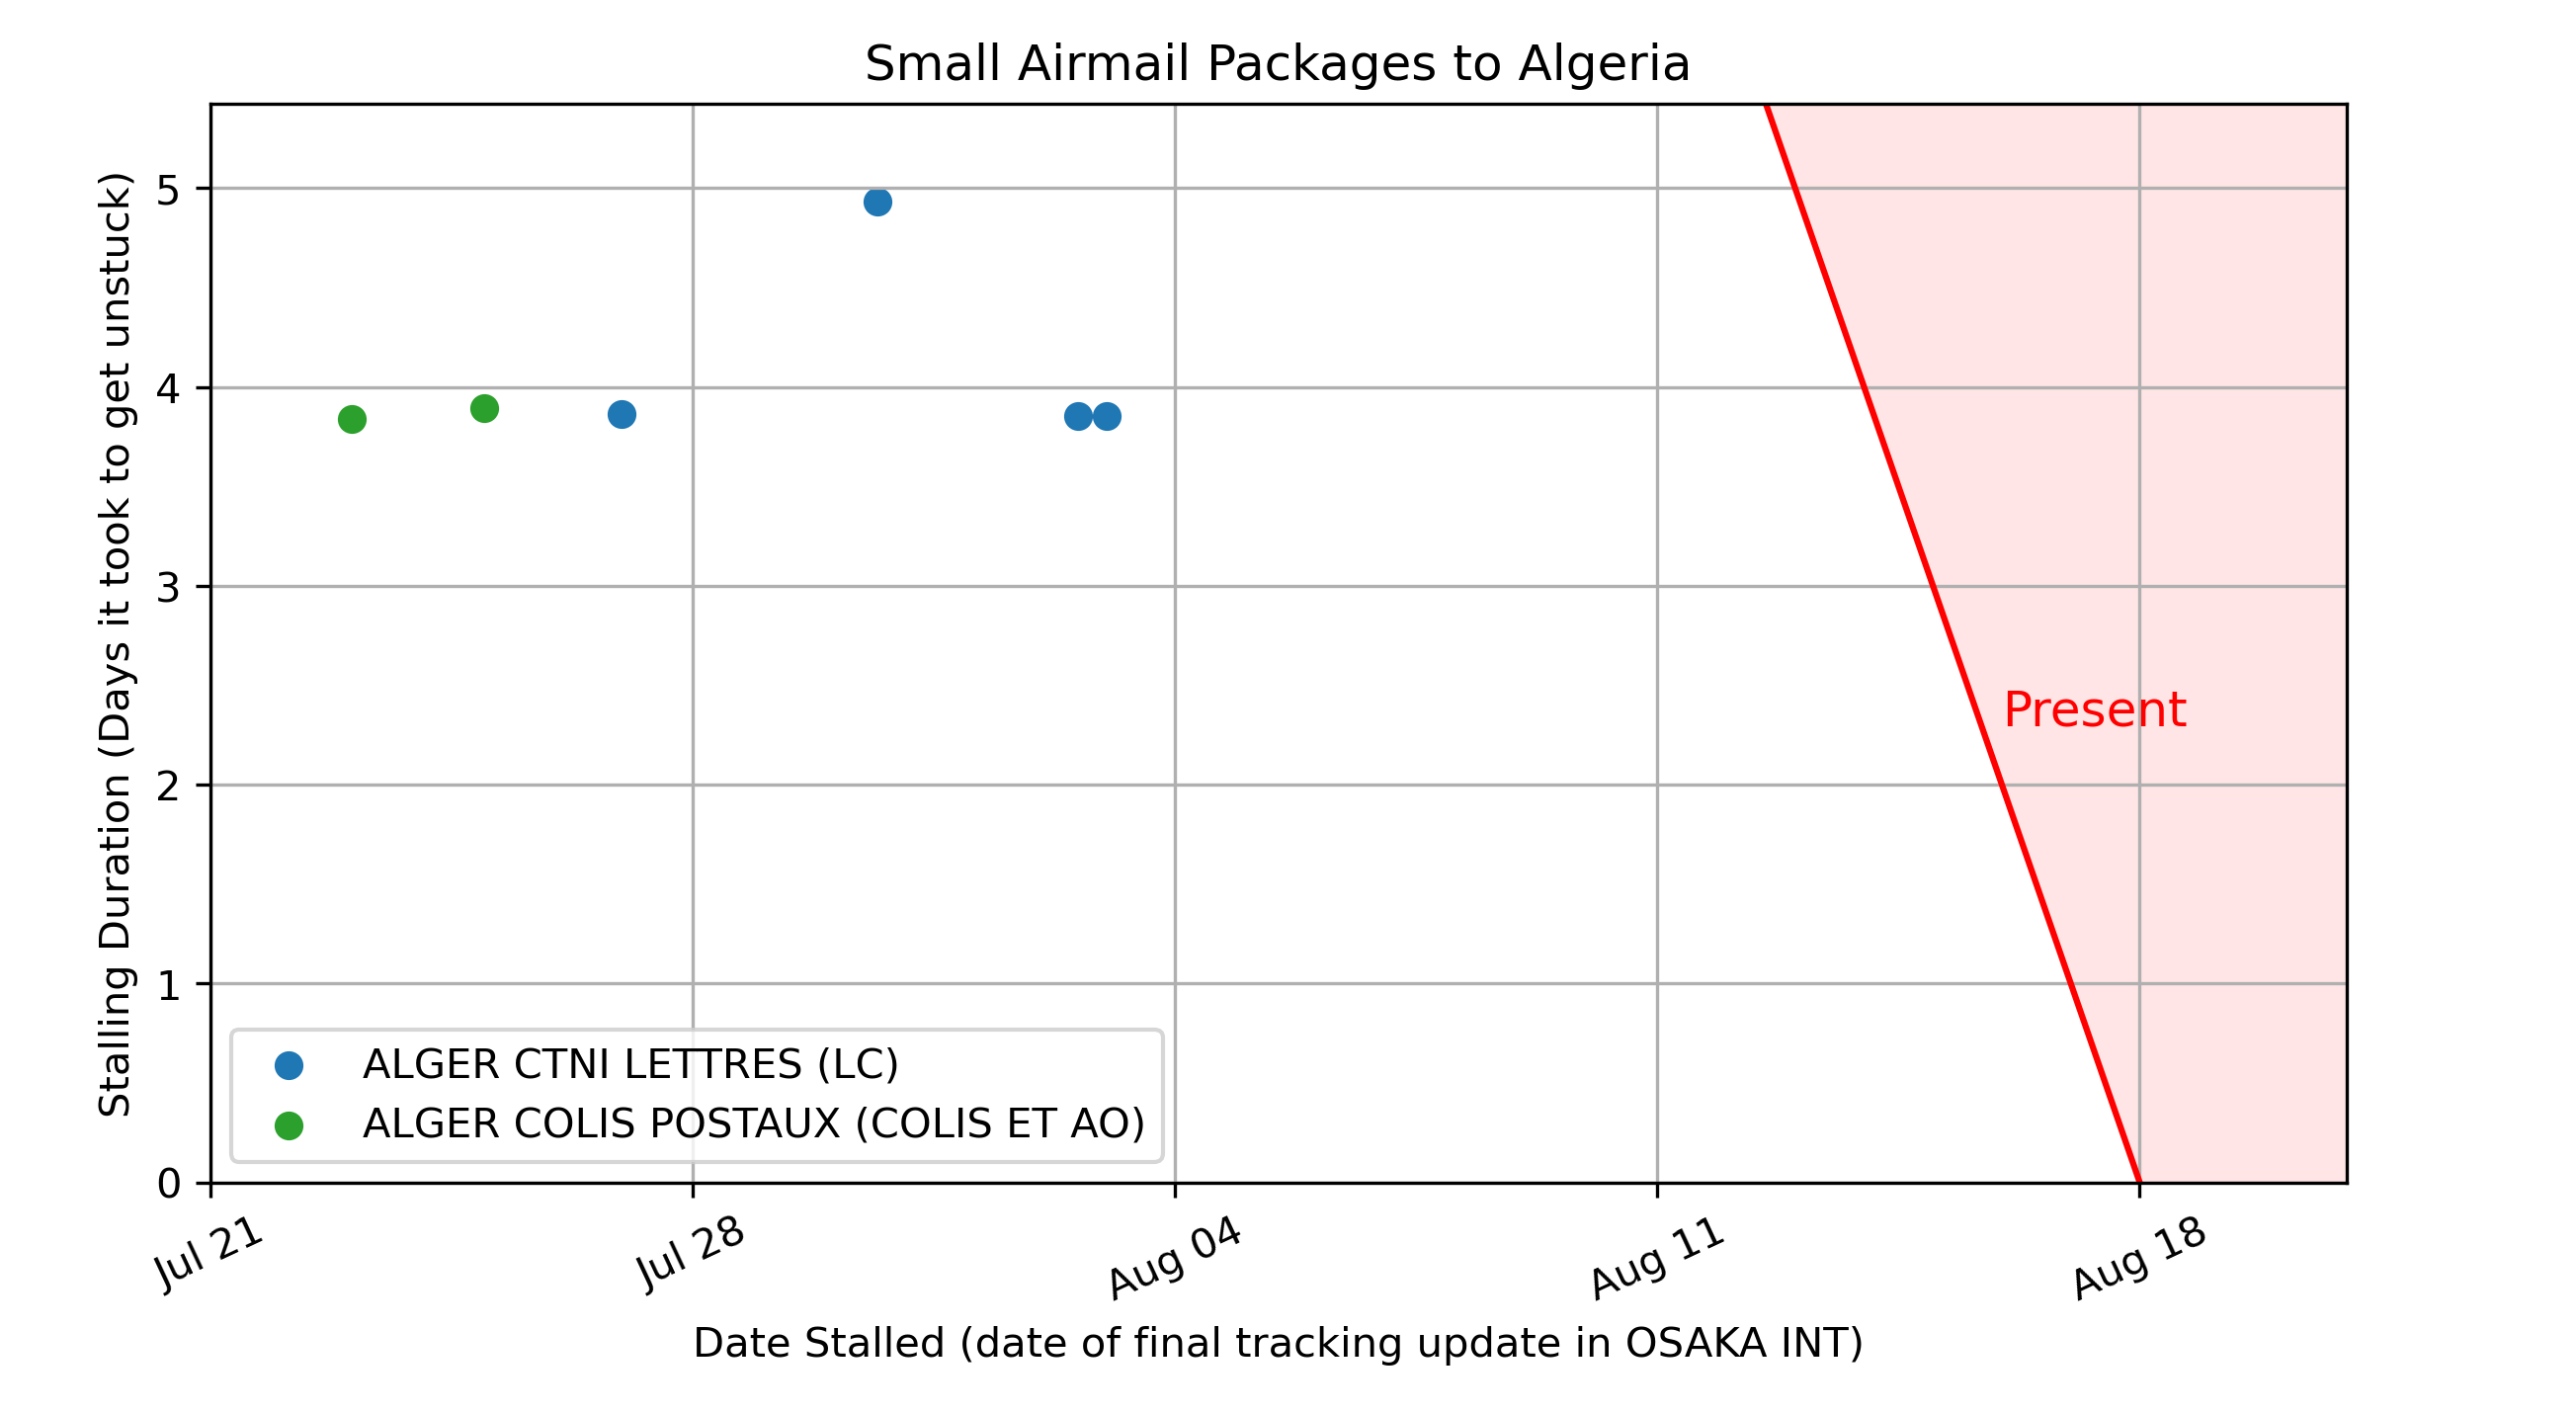 Small Airmail Packages to Algeria
Stalling Duration (Days it took to get unstuck)
5
4
3
2
1
0
Present
ALGER CTNI LETTRES (LC)
ALGER COLIS POSTAUX (COLIS ET AO)
Jul 21
Jul 28
Aug 04
Aug 11
Aug 18
Date Stalled (date of final tracking update in OSAKA INT)